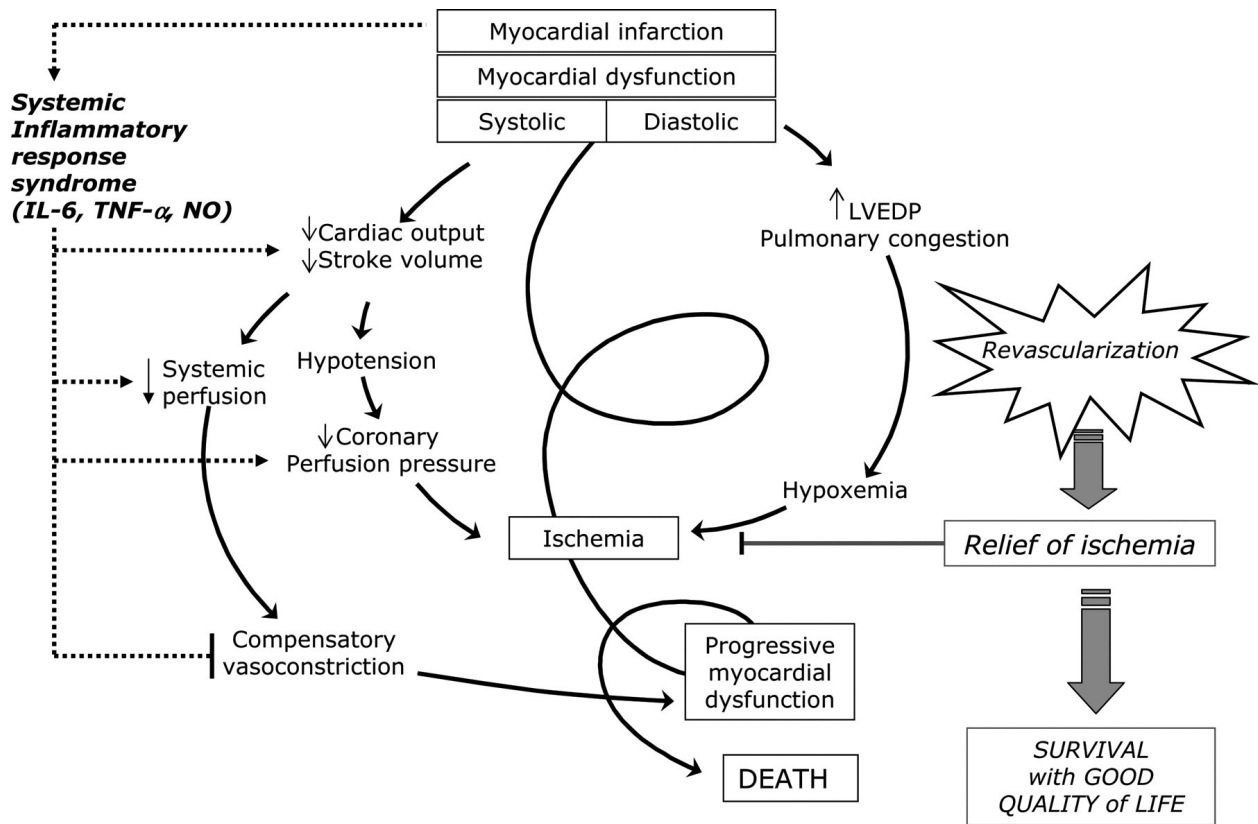 Myocardial infarction
Myocardial dysfunction
Systolic
Diastolic
Systemic
Inflammatory
response
syndrome
(IL-6, TNF-α, NO)
↓Cardiac output
↓Stroke volume
↑LVEDP
Pulmonary congestion
↓Systemic
perfusion
Hypotension
↓Coronary
Perfusion pressure
Revascularization
Hypoxemia
Ischemia
Relief of ischemia
Compensatory
vasoconstriction
Progressive
myocardial
dysfunction
DEATH
SURVIVAL
with GOOD
QUALITY of LIFE